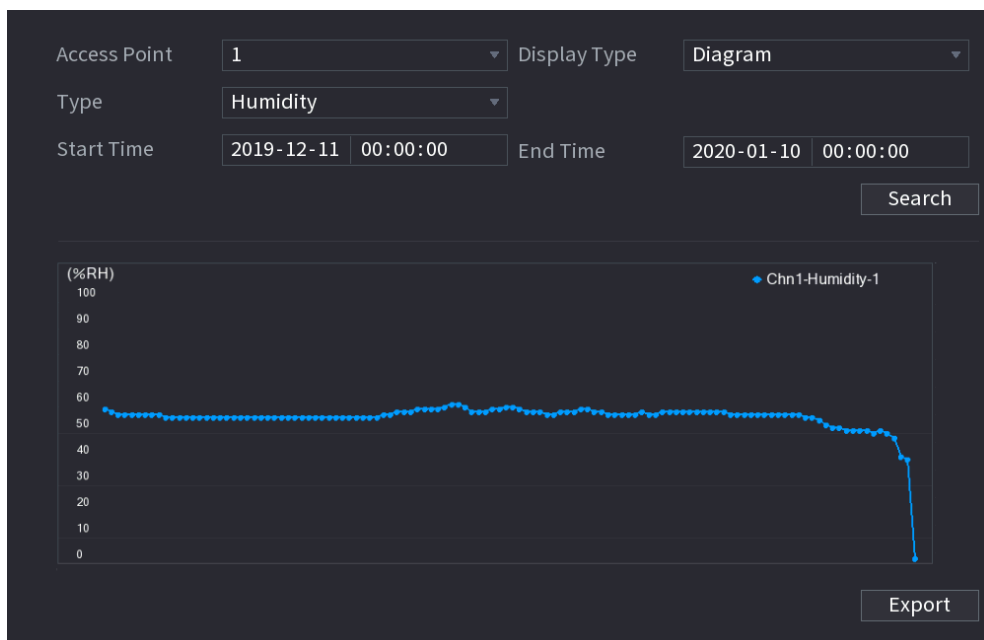 Access Point 1 Display Type Diagram
Type Humidity
Start Time 2019-12-11 00:00:00 End Time 2020-01-10 00:00:00
Search
(%RH)
Chn1-Humidity-1
100
90
80
70
60
50
40
30
20
10
0
Export